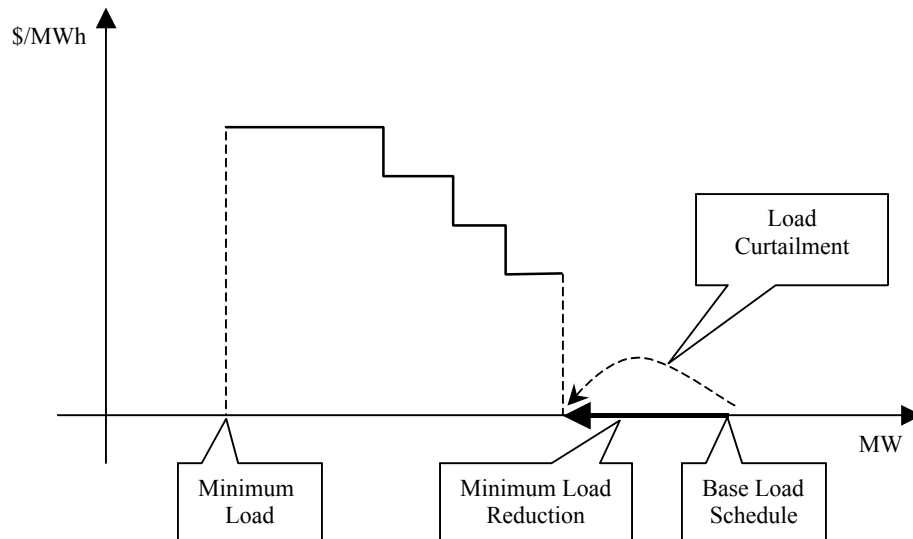 $/MWh
Load
Curtailment
MW
Minimum
Load
Minimum Load
Reduction
Base Load
Schedule